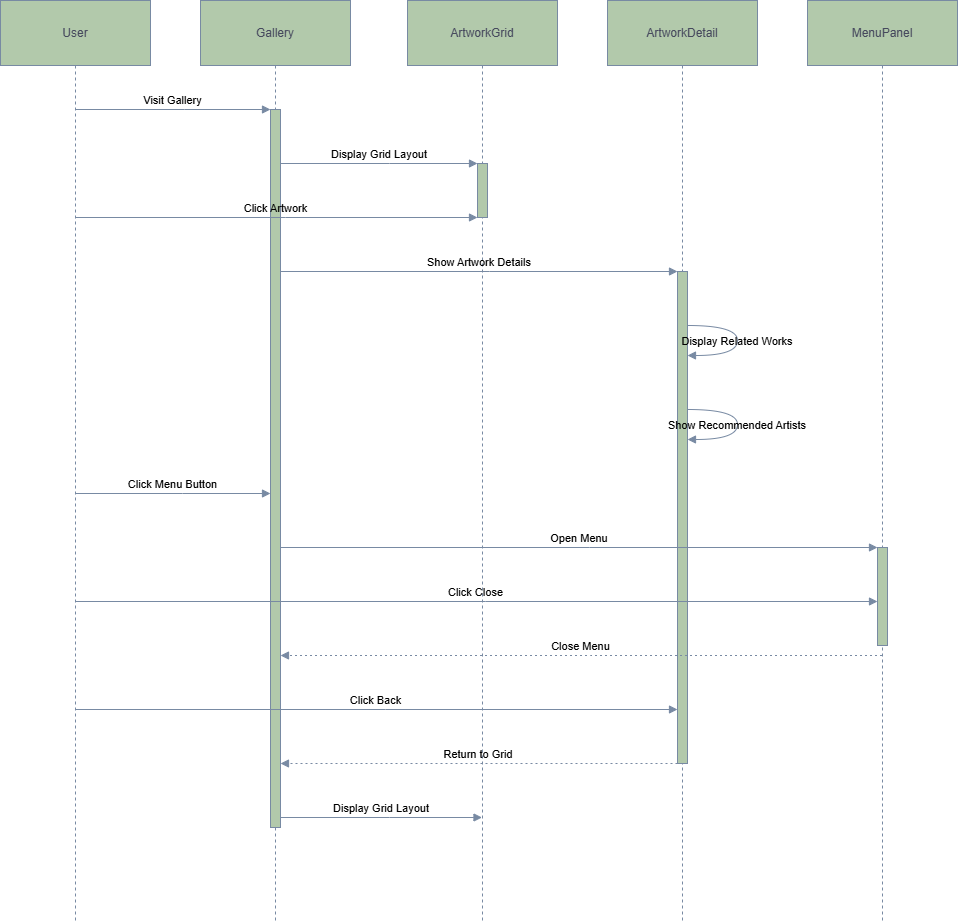 User
Gallery
ArtworkGrid
ArtworkDetail
MenuPanel
Visit Gallery
Display Grid Layout
Click Artwork
Show Artwork Details
Display Related Works
Show Recommended Artists
Click Menu Button
Open Menu
Click Close
Close Menu
Click Back
Return to Grid
Display Grid Layout